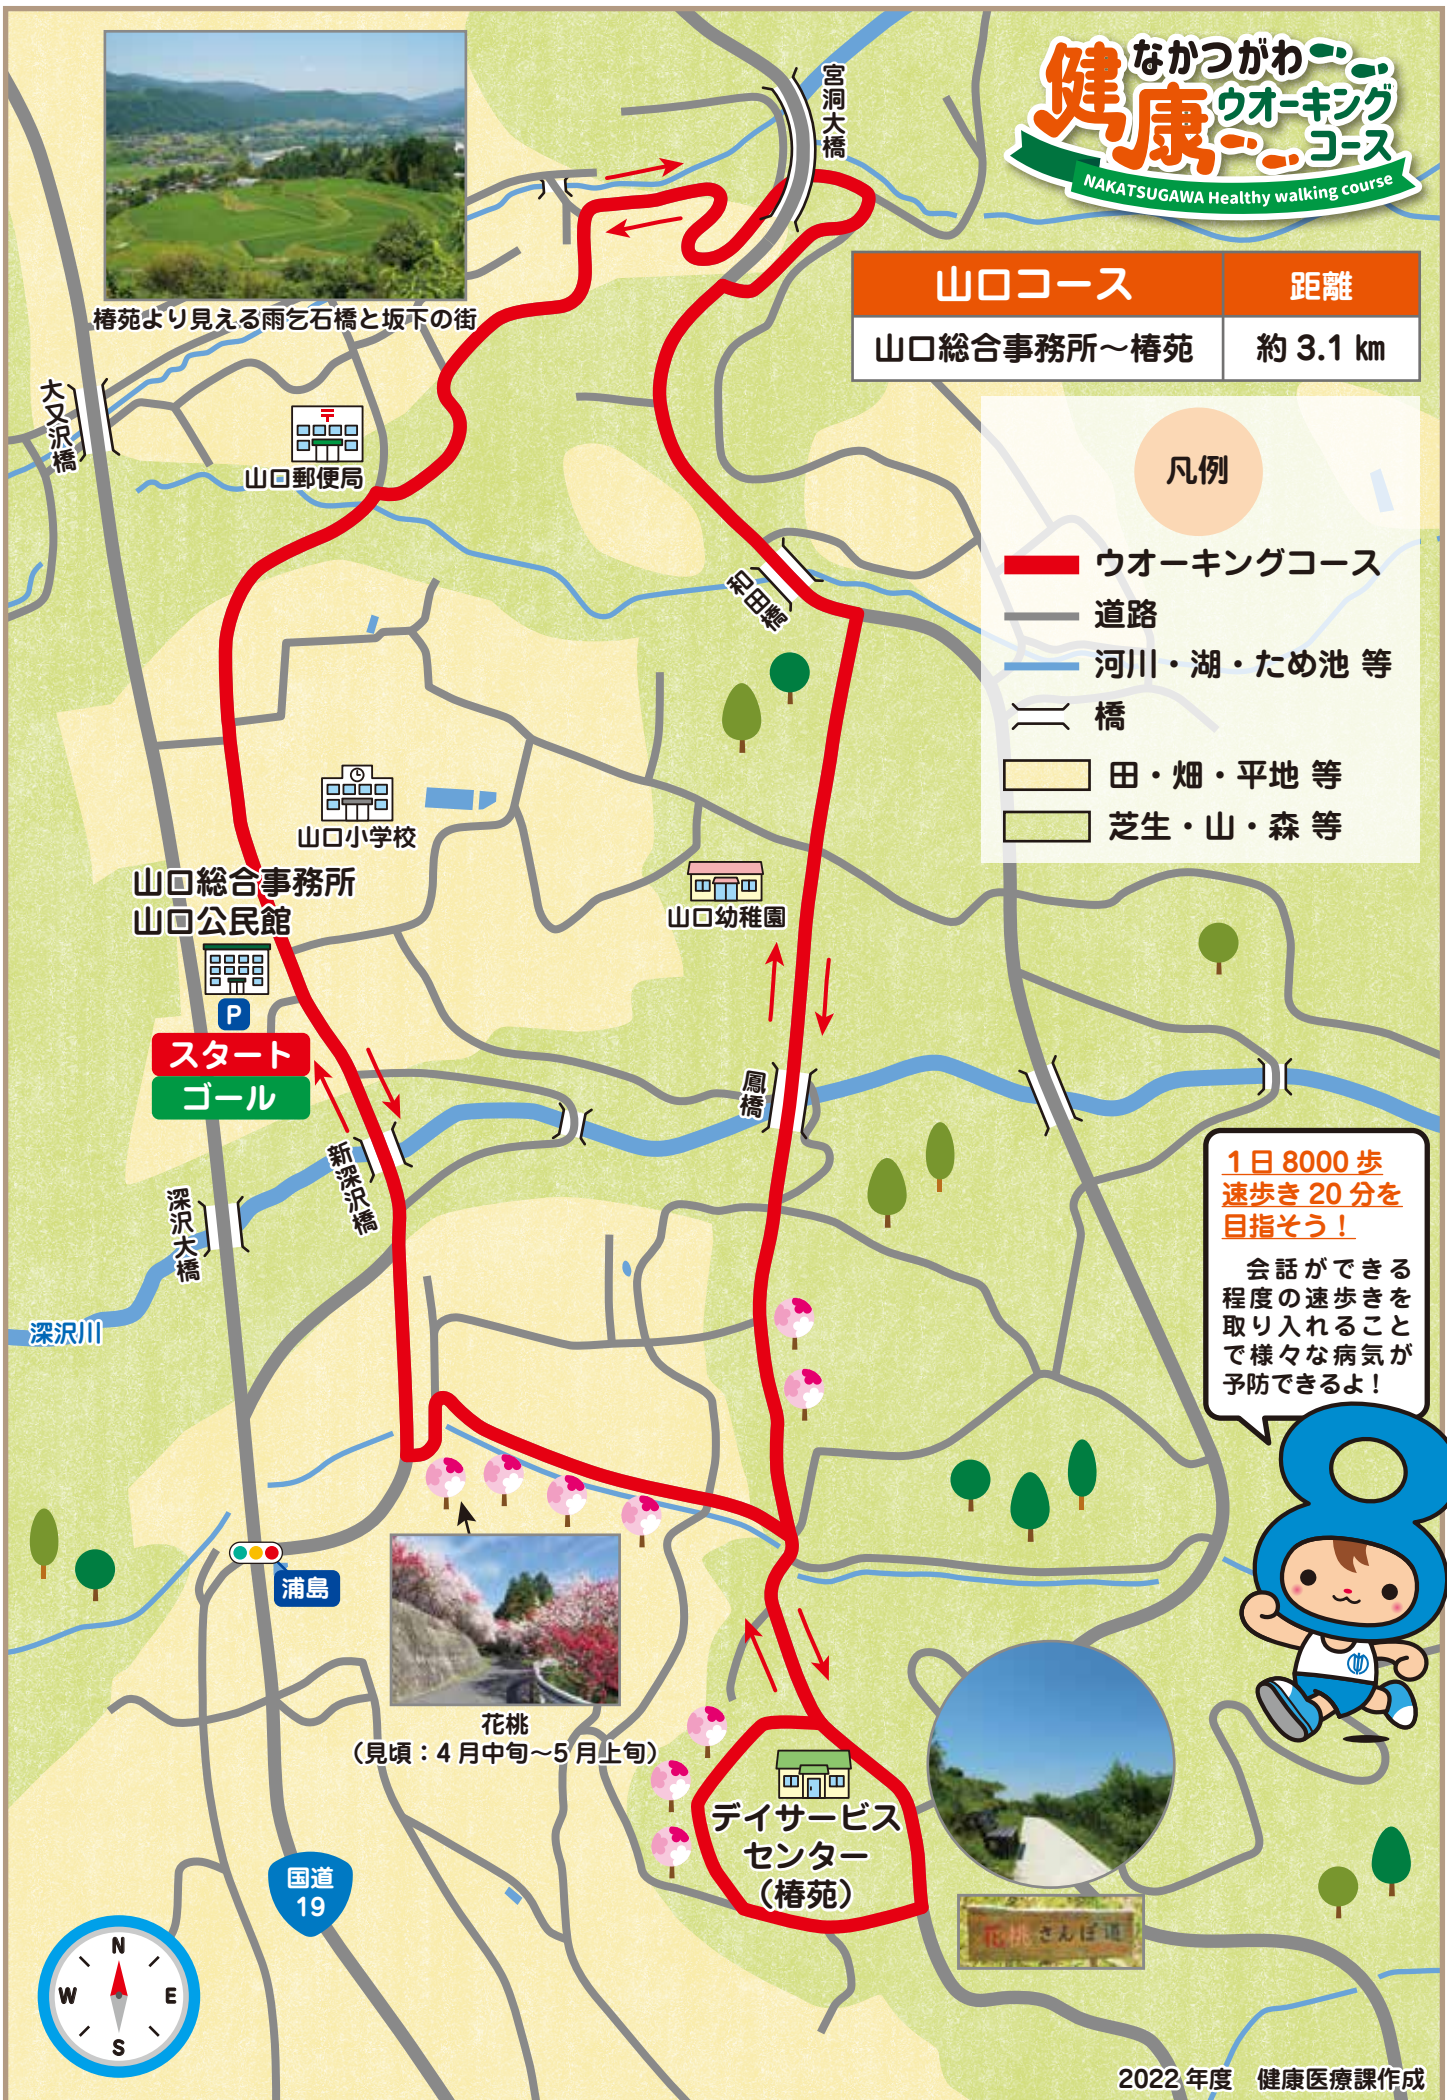 なかつがわ
健康
ウオーキング
コース
NAKATSUGAWA Healthy walking course
宮洞大橋
椿苑より見える雨乞石橋と坂下の街
山口コース
距離
山口総合事務所～椿苑
約 3.1 ㎞
大又沢橋
山口郵便局
凡例
ウオーキングコース
道路
河川・湖・ため池 等
橋
田・畑・平地 等
芝生・山・森 等
和田橋
山口小学校
山口総合事務所
山口公民館
P
スタート
ゴール
山口幼稚園
鳳橋
新深沢橋
深沢大橋
深沢川
1日 8000 歩
速歩き 20 分を
目指そう！
会話ができる
程度の速歩きを
取り入れること
で様々な病気が
予防できるよ！
浦島
花桃
（見頃：4 月中旬～5 月上旬）
デイサービス
センター
（椿苑）
花桃さんぽ道
国道
19
N
W
E
S
2022 年度　健康医療課作成